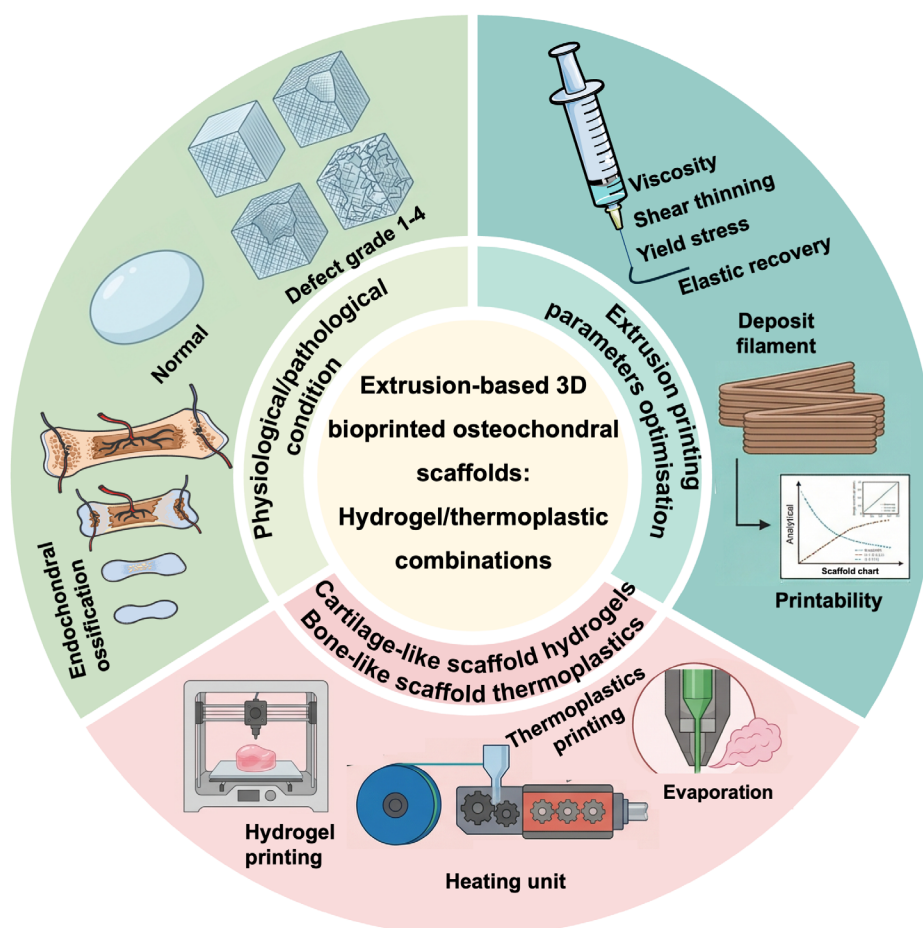 Extrusion-based 3D
bioprinted osteochondral
scaffolds:
Hydrogel/thermoplastic
combinations
Physiological/pathological
condition
Defect grade 1-4
Normal
Endochondral
ossification
Extrusion printing
parameters optimisation
Viscosity
Shear thinning
Yield stress
Elastic recovery
Deposit
filament
Analytical
Scaffold chart
Printability
Cartilage-like scaffold hydrogels
Bone-like scaffold thermoplastics
Hydrogel
printing
Thermoplastics
printing
Heating unit
Evaporation